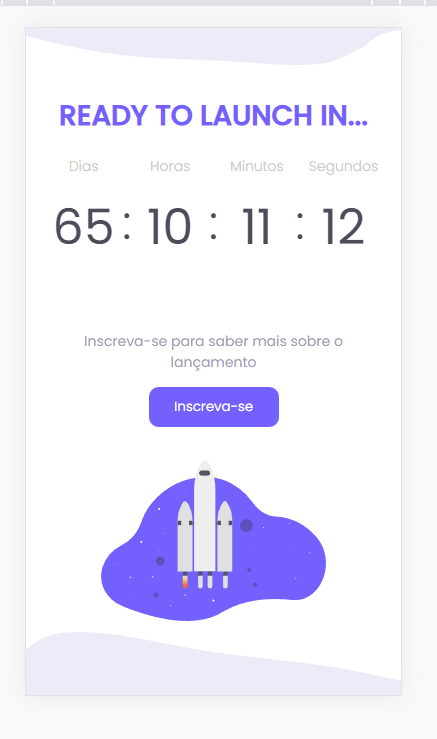 READY TO LAUNCH IN...
Dias Horas Minutos Segundos
65 : 10 : 11 : 12
Inscreva-se para saber mais sobre o
lançamento
Inscreva-se